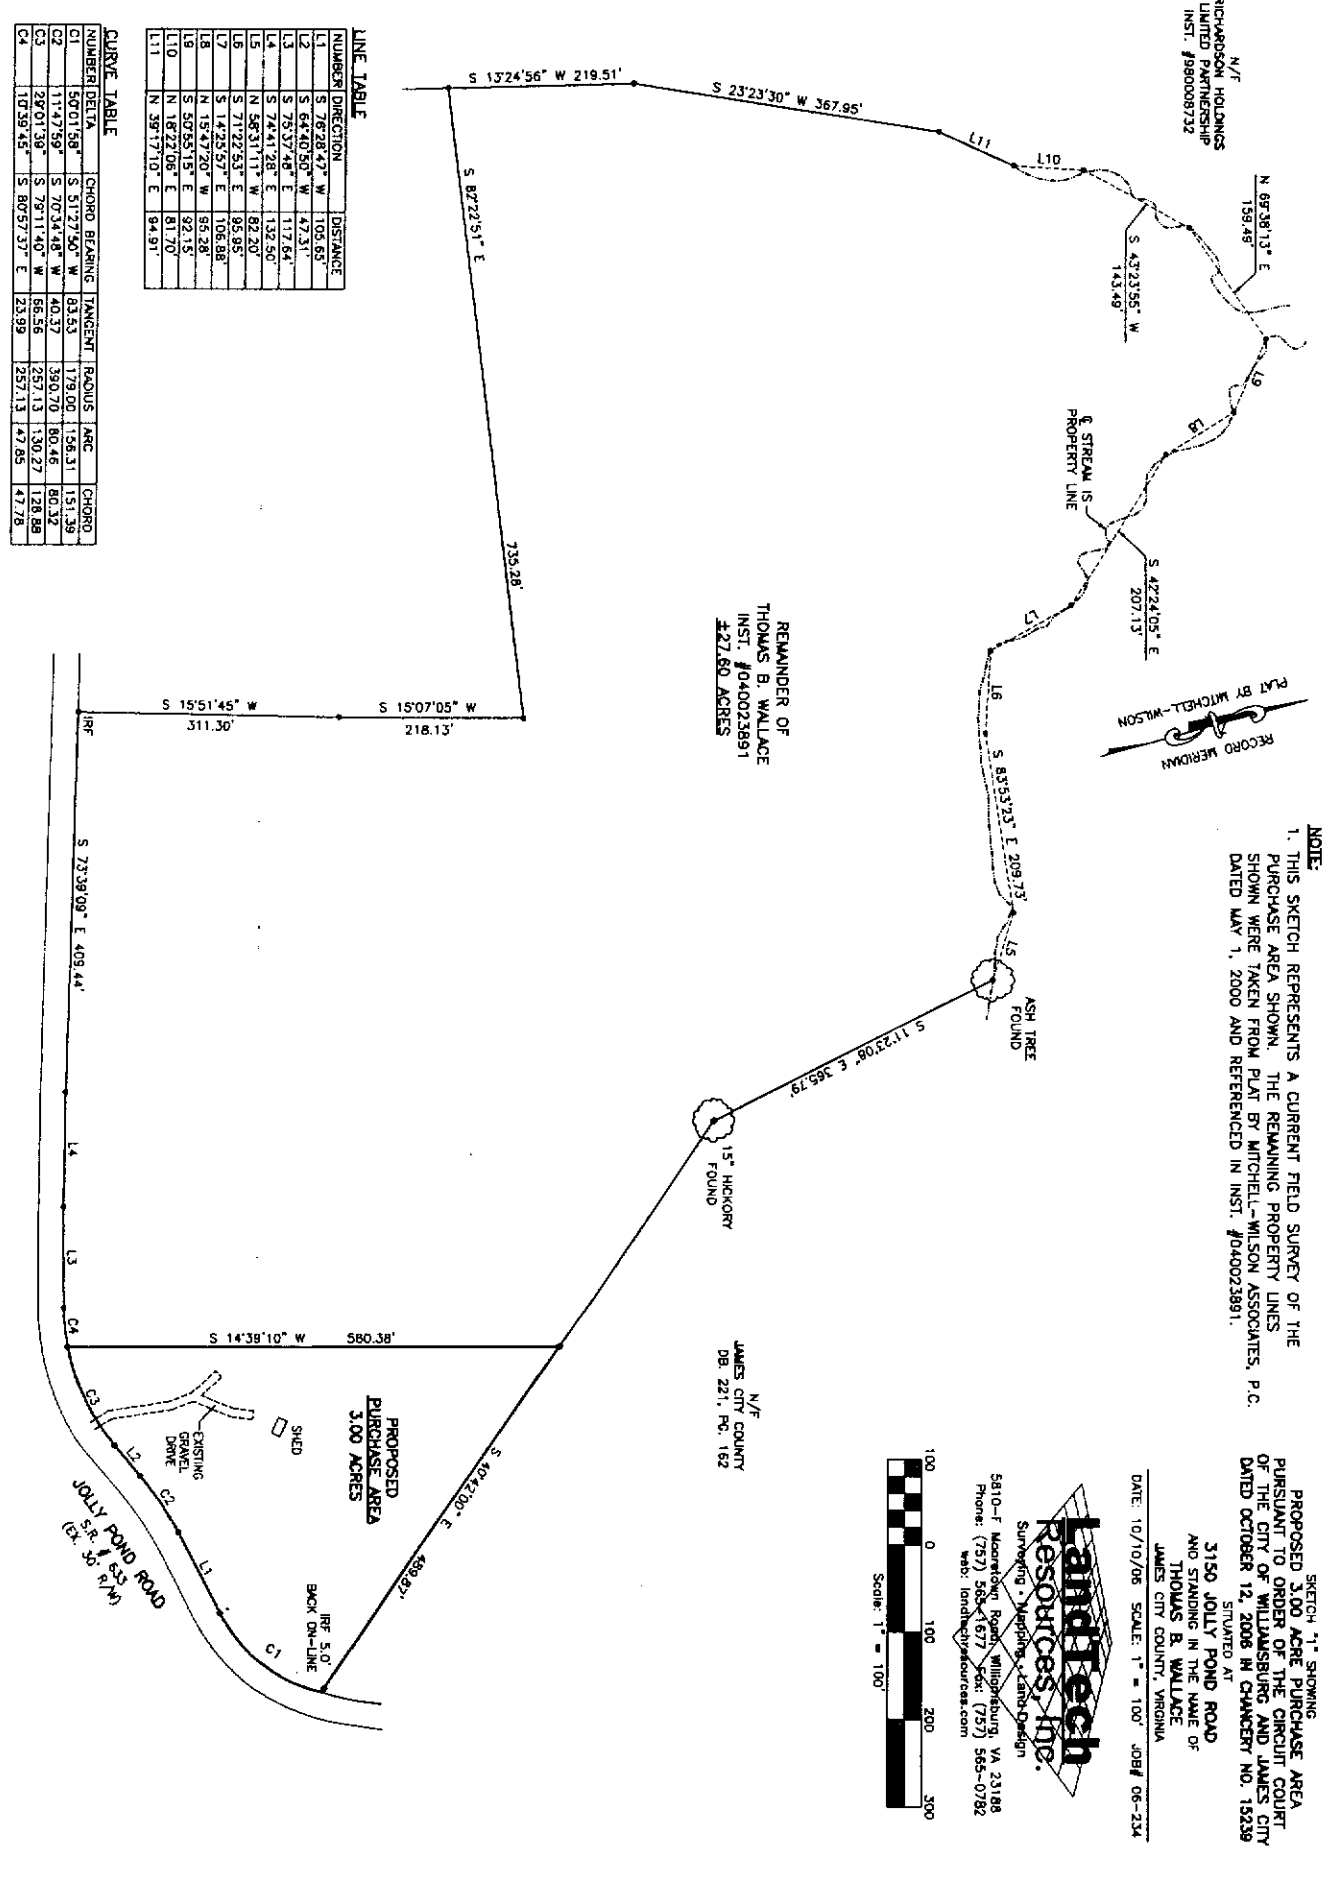 N/F
RICHARDSON HOLDINGS
LIMITED PARTNERSHIP
INST. #980008732
N 69°38'13" E
159.49'
S 43°23'55" W
143.49'
L10
L11
S 23°23'30" W 367.95'
S 13°24'56" W 219.51'
S 82°22'51" E
735.28'
L9
L8
℄ STREAM IS
PROPERTY LINE
S 42°24'05" E
207.13'
L7
L6
S 83°53'23" E 209.73'
L5
ASH TREE
FOUND
S 11°23'08" E 365.79'
15" HICKORY
FOUND
PLAT BY MITCHELL-WILSON
RECORD MERIDIAN
REMAINDER OF
THOMAS B. WALLACE
INST. #040023891
±27.60 ACRES
S 15°07'05" W
218.13'
S 15°51'45" W
311.30'
IRF
S 73°39'09" E 409.44'
L4
L3
C4
S 14°39'10" W 580.38'
C3
L2
C2
L1
C1
EXISTING
GRAVEL
DRIVE
SHED
PROPOSED
PURCHASE AREA
3.00 ACRES
S 40°42'00" E
489.87'
IRF 5.0'
BACK ON-LINE
JOLLY POND ROAD
S.R. # 633
(EX. 30' R/W)
N/F
JAMES CITY COUNTY
DB. 221, PG. 162
LINE TABLE
NUMBER DIRECTION DISTANCE
L1 S 76°28'47" W 105.65'
L2 S 64°40'50" W 47.31'
L3 S 75°37'48" E 117.64'
L4 S 74°41'28" E 132.50'
L5 N 58°31'11" W 82.20'
L6 S 71°22'53" E 95.95'
L7 S 14°25'57" E 106.88'
L8 N 15°47'20" W 95.28'
L9 S 50°55'15" E 92.15'
L10 N 18°22'06" E 81.70'
L11 N 39°17'10" E 94.91'
CURVE TABLE
NUMBER DELTA CHORD BEARING TANGENT RADIUS ARC CHORD
C1 50°01'58" S 51°27'50" W 83.53 179.00 156.31 151.39
C2 11°47'59" S 70°34'48" W 40.37 390.70 80.46 80.32
C3 29°01'39" S 79°11'40" W 66.56 257.13 130.27 128.88
C4 10°39'45" S 80°57'37" E 23.99 257.13 47.85 47.78
NOTE:
1. THIS SKETCH REPRESENTS A CURRENT FIELD SURVEY OF THE
PURCHASE AREA SHOWN. THE REMAINING PROPERTY LINES
SHOWN WERE TAKEN FROM PLAT BY MITCHELL-WILSON ASSOCIATES, P.C.
DATED MAY 1, 2000 AND REFERENCED IN INST. #040023891.
SKETCH "1" SHOWING
PROPOSED 3.00 ACRE PURCHASE AREA
PURSUANT TO ORDER OF THE CIRCUIT COURT
OF THE CITY OF WILLIAMSBURG AND JAMES CITY
DATED OCTOBER 12, 2006 IN CHANCERY NO. 15239
SITUATED AT
3150 JOLLY POND ROAD
AND STANDING IN THE NAME OF
THOMAS B. WALLACE
JAMES CITY COUNTY, VIRGINIA
DATE: 10/10/06 SCALE: 1" = 100' JOB# 06-234
LandTech
Resources, Inc.
Surveying • Mapping • Land Design
5810-F Mooretown Road, Williamsburg, VA 23188
Phone: (757) 565-1677 Fax: (757) 565-0782
web: landtechresources.com
100 0 100 200 300
Scale: 1" = 100'